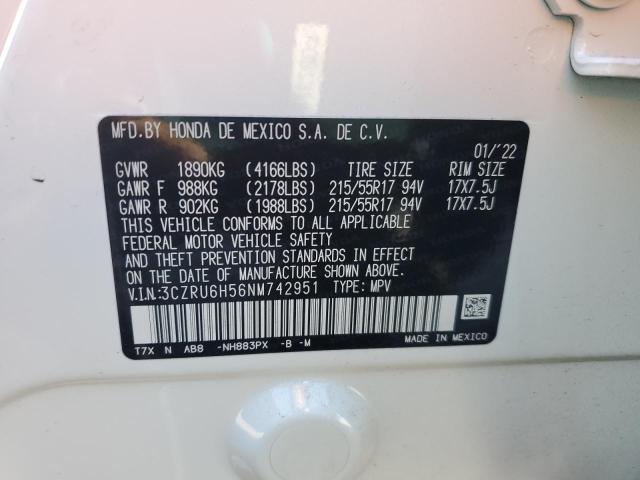 MFD.BY HONDA DE MEXICO S.A. DE C.V.
01/'22
GVWR 1890KG (4166LBS) TIRE SIZE RIM SIZE
GAWR F 988KG (2178LBS) 215/55R17 94V 17X7.5J
GAWR R 902KG (1988LBS) 215/55R17 94V 17X7.5J
THIS VEHICLE CONFORMS TO ALL APPLICABLE
FEDERAL MOTOR VEHICLE SAFETY
AND THEFT PREVENTION STANDARDS IN EFFECT
ON THE DATE OF MANUFACTURE SHOWN ABOVE.
V.I.N.:3CZRU6H56NM742951 TYPE: MPV
T7X N AB8 -NH883PX -B -M MADE IN MEXICO